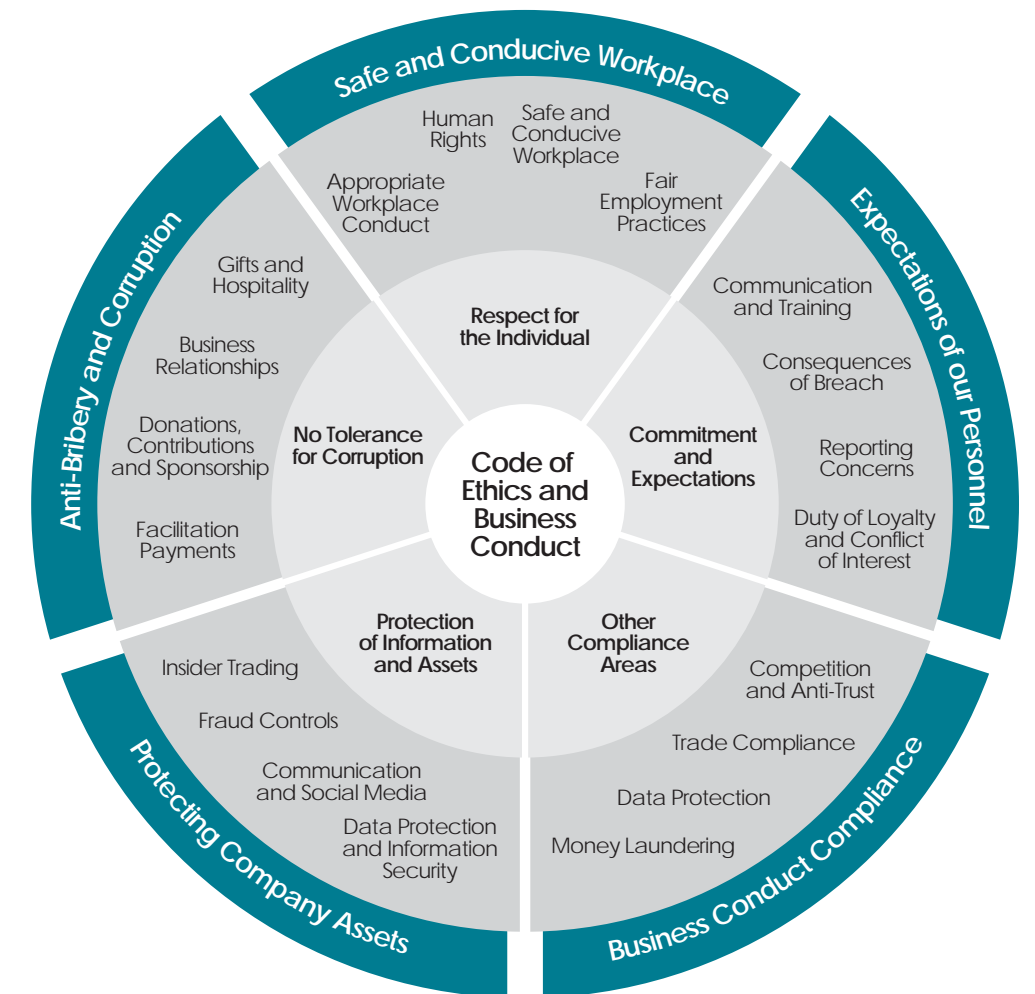 Safe and Conducive Workplace
Human
Rights
Safe and
Conducive
Workplace
Appropriate
Workplace
Conduct
Fair
Employment
Practices
Respect for
the Individual
Expectations of our Personnel
Communication
and Training
Consequences
of Breach
Reporting
Concerns
Duty of Loyalty
and Conflict
of Interest
Commitment
and
Expectations
Business Conduct Compliance
Competition
and Anti-Trust
Trade Compliance
Data Protection
Money Laundering
Other
Compliance
Areas
Protecting Company Assets
Insider Trading
Fraud Controls
Communication
and Social Media
Data Protection
and Information
Security
Protection
of Information
and Assets
Anti-Bribery and Corruption
Gifts and
Hospitality
Business
Relationships
Donations,
Contributions
and Sponsorship
Facilitation
Payments
No Tolerance
for Corruption
Code of
Ethics and
Business
Conduct